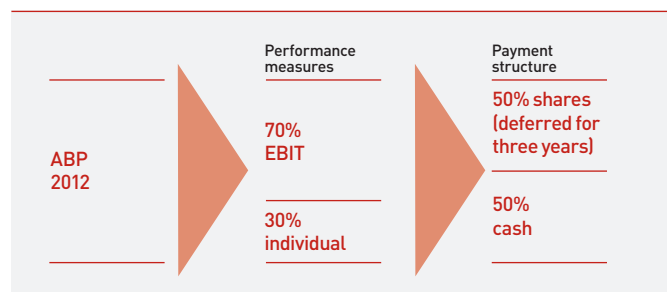 ABP
2012
Performance
measures
70%
EBIT
30%
individual
Payment
structure
50% shares
(deferred for
three years)
50%
cash